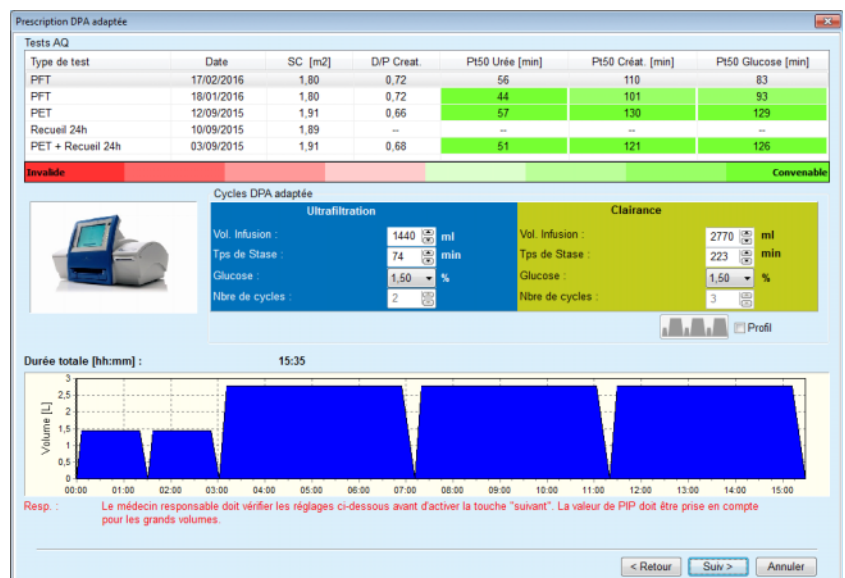 Prescription DPA adaptée
Tests AQ
Type de test Date SC [m2] D/P Creat. Pt50 Urée [min] Pt50 Créat. [min] Pt50 Glucose [min]
PFT 17/02/2016 1,80 0,72 56 110 83
PFT 18/01/2016 1,80 0,72 44 101 93
PET 12/09/2015 1,91 0,66 57 130 129
Recueil 24h 10/09/2015 1,89 -- -- -- --
PET + Recueil 24h 03/09/2015 1,91 0,68 51 121 126
Invalide Convenable
Cycles DPA adaptée
Ultrafiltration Clairance
Vol. Infusion : 1440 ml Vol. Infusion : 2770 ml
Tps de Stase : 74 min Tps de Stase : 223 min
Glucose : 1,50 % Glucose : 1,50 %
Nbre de cycles : 2 Nbre de cycles : 3
Profil
Durée totale [hh:mm] : 15:35
Volume [L]
3
2,5
2
1,5
1
0,5
0
00:00 01:00 02:00 03:00 04:00 05:00 06:00 07:00 08:00 09:00 10:00 11:00 12:00 13:00 14:00 15:00
Resp. : Le médecin responsable doit vérifier les réglages ci-dessous avant d'activer la touche "suivant". La valeur de PIP doit être prise en compte
pour les grands volumes.
< Retour Suiv > Annuler